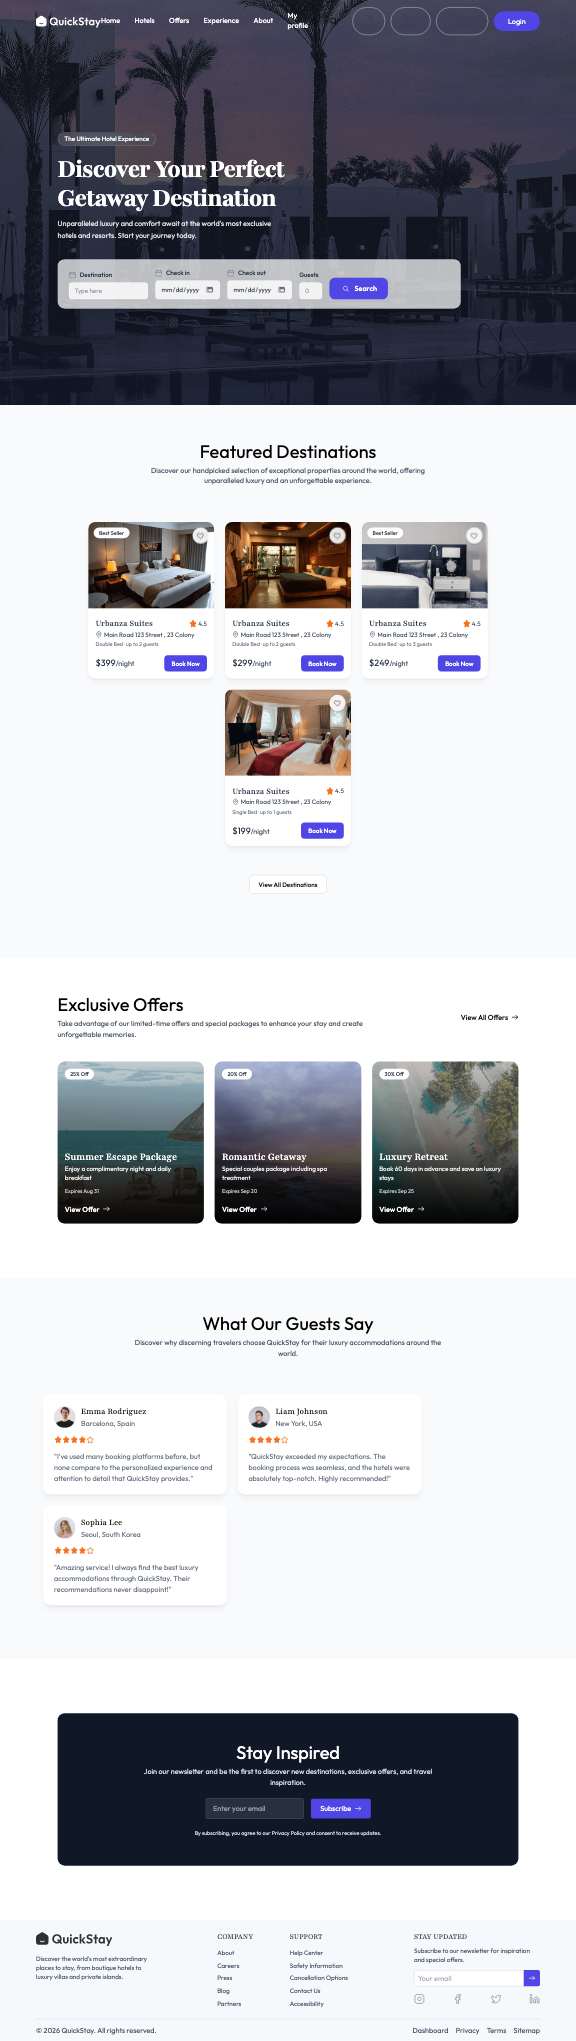 QuickStay
Home Hotels Offers Experience About My profile
Login
The Ultimate Hotel Experience
Discover Your Perfect
Getaway Destination
Unparalleled luxury and comfort await at the world's most exclusive
hotels and resorts. Start your journey today.
Destination Check in Check out Guests
Type here mm/dd/yyyy mm/dd/yyyy 0 Search
Featured Destinations
Discover our handpicked selection of exceptional properties around the world, offering
unparalleled luxury and an unforgettable experience.
Best Seller
Urbanza Suites 4.5
Main Road 123 Street , 23 Colony
Double Bed up to 2 guests
$399/night Book Now
Urbanza Suites 4.5
Main Road 123 Street , 23 Colony
Double Bed up to 2 guests
$299/night Book Now
Best Seller
Urbanza Suites 4.5
Main Road 123 Street , 23 Colony
Double Bed up to 3 guests
$249/night Book Now
Urbanza Suites 4.5
Main Road 123 Street , 23 Colony
Single Bed up to 1 guests
$199/night Book Now
View All Destinations
Exclusive Offers
Take advantage of our limited-time offers and special packages to enhance your stay and create
unforgettable memories.
View All Offers
25% Off
Summer Escape Package
Enjoy a complimentary night and daily
breakfast
Expires Aug 31
View Offer
20% Off
Romantic Getaway
Special couples package including spa
treatment
Expires Sep 20
View Offer
30% Off
Luxury Retreat
Book 60 days in advance and save on luxury
stays
Expires Sep 25
View Offer
What Our Guests Say
Discover why discerning travelers choose QuickStay for their luxury accommodations around the
world.
Emma Rodriguez
Barcelona, Spain
"I've used many booking platforms before, but
none compare to the personalized experience and
attention to detail that QuickStay provides."
Liam Johnson
New York, USA
"QuickStay exceeded my expectations. The
booking process was seamless, and the hotels were
absolutely top-notch. Highly recommended!"
Sophia Lee
Seoul, South Korea
"Amazing service! I always find the best luxury
accommodations through QuickStay. Their
recommendations never disappoint!"
Stay Inspired
Join our newsletter and be the first to discover new destinations, exclusive offers, and travel
inspiration.
Enter your email Subscribe
By subscribing, you agree to our Privacy Policy and consent to receive updates.
QuickStay
Discover the world's most extraordinary
places to stay, from boutique hotels to
luxury villas and private islands.
COMPANY
About
Careers
Press
Blog
Partners
SUPPORT
Help Center
Safety Information
Cancellation Options
Contact Us
Accessibility
STAY UPDATED
Subscribe to our newsletter for inspiration
and special offers.
Your email
© 2026 QuickStay. All rights reserved.
Dashboard Privacy Terms Sitemap